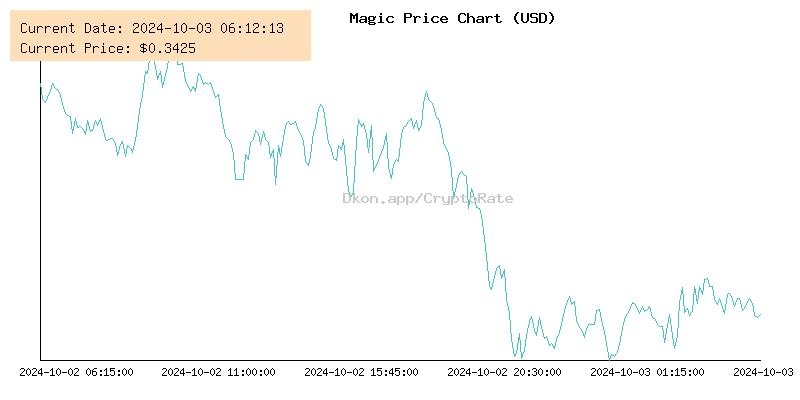 Magic Price Chart (USD)
Current Date: 2024-10-03 06:12:13
Current Price: $0.3425
Dkon.app/CryptoRate
2024-10-02 06:15:00 2024-10-02 11:00:00 2024-10-02 15:45:00 2024-10-02 20:30:00 2024-10-03 01:15:00 2024-10-03